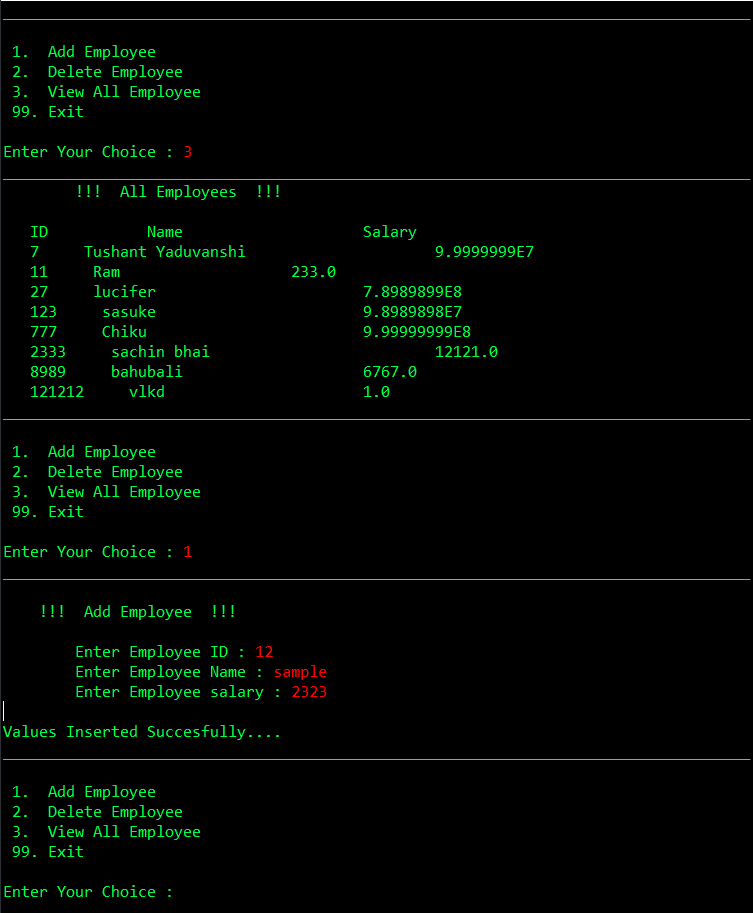 1.  Add Employee
2.  Delete Employee
3.  View All Employee
99. Exit
Enter Your Choice : 3
!!!  All Employees  !!!
ID           Name                    Salary
7     Tushant Yaduvanshi                     9.9999999E7
11     Ram                   233.0
27     lucifer                       7.8989899E8
123     sasuke                       9.8989898E7
777     Chiku                        9.99999999E8
2333     sachin bhai                         12121.0
8989     bahubali                    6767.0
121212     vlkd                      1.0
1.  Add Employee
2.  Delete Employee
3.  View All Employee
99. Exit
Enter Your Choice : 1
!!!  Add Employee  !!!
Enter Employee ID : 12
Enter Employee Name : sample
Enter Employee salary : 2323
Values Inserted Succesfully....
1.  Add Employee
2.  Delete Employee
3.  View All Employee
99. Exit
Enter Your Choice :